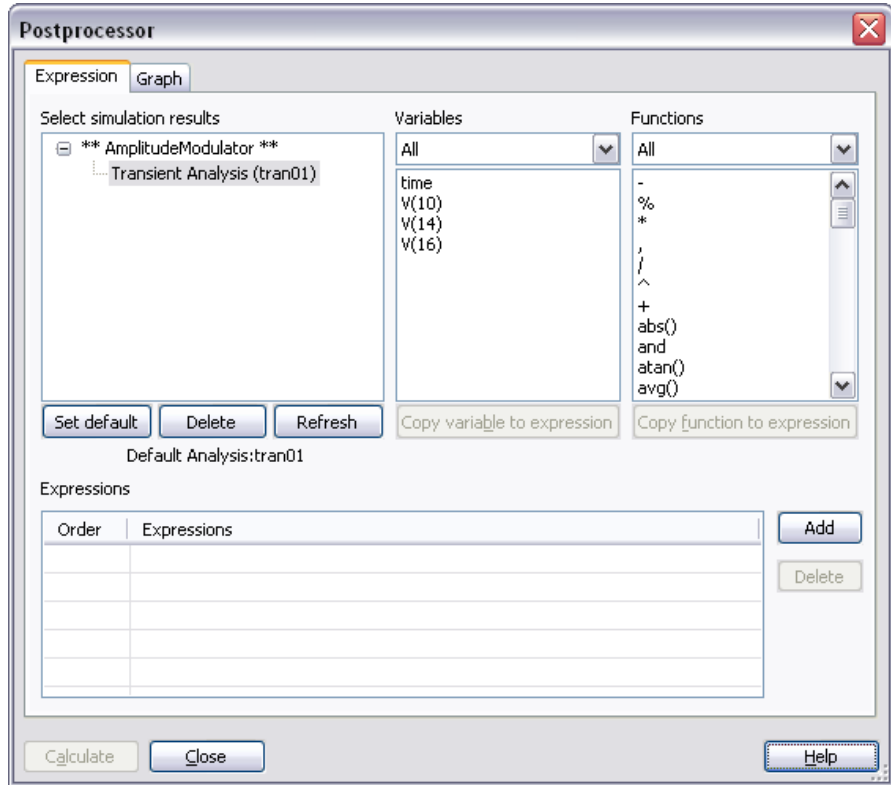 Postprocessor
Expression Graph
Select simulation results Variables Functions
** AmplitudeModulator ** All All
Transient Analysis (tran01)
time
V(10)
V(14)
V(16)
-
%
*
,
/
^
+
abs()
and
atan()
avg()
Set default Delete Refresh Copy variable to expression Copy function to expression
Default Analysis:tran01
Expressions
Order Expressions Add
Delete
Calculate Close Help